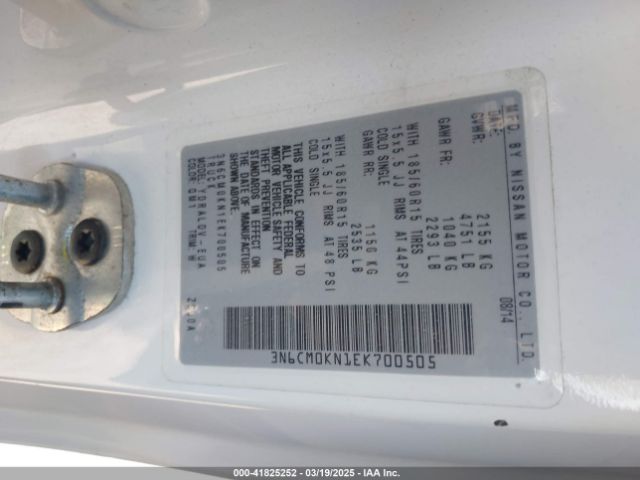 MFD. BY NISSAN MOTOR CO., LTD.
DATE: 08/14
GVWR: 2155 KG
4751 LB
GAWR FR: 1040 KG
2293 LB
WITH 185/60R15 TIRES
15x5.5 JJ RIMS AT 44PSI
COLD SINGLE
GAWR RR: 1150 KG
2535 LB
WITH 185/60R15 TIRES
15x5.5 JJ RIMS AT 48 PSI
COLD SINGLE
THIS VEHICLE CONFORMS TO
ALL APPLICABLE FEDERAL
MOTOR VEHICLE SAFETY AND
THEFT PREVENTION
STANDARDS IN EFFECT ON
THE DATE OF MANUFACTURE
SHOWN ABOVE.
3N6CM0KN1EK700505
TRUCK
MODEL
COLOR: QM1 TRIM: W
3N6CM0KN1EK700505
000-41825252 - 03/19/2025 - IAA Inc.